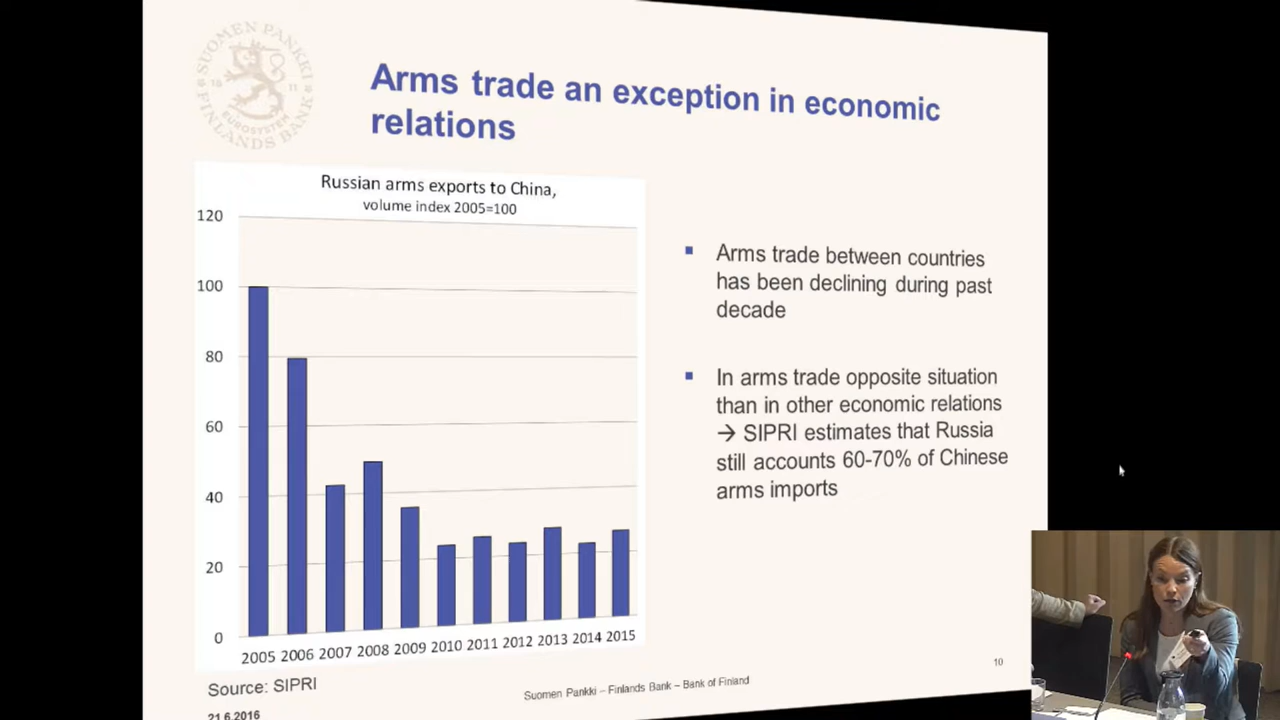 SUOMEN PANKKI
18 11
EUROSYSTEM
FINLANDS BANK
Arms trade an exception in economic
relations
Russian arms exports to China,
volume index 2005=100
120
100
80
60
40
20
0
2005 2006 2007 2008 2009 2010 2011 2012 2013 2014 2015
Source: SIPRI
21.6.2016
▪ Arms trade between countries
has been declining during past
decade
▪ In arms trade opposite situation
than in other economic relations
→ SIPRI estimates that Russia
still accounts 60-70% of Chinese
arms imports
Suomen Pankki – Finlands Bank – Bank of Finland
10